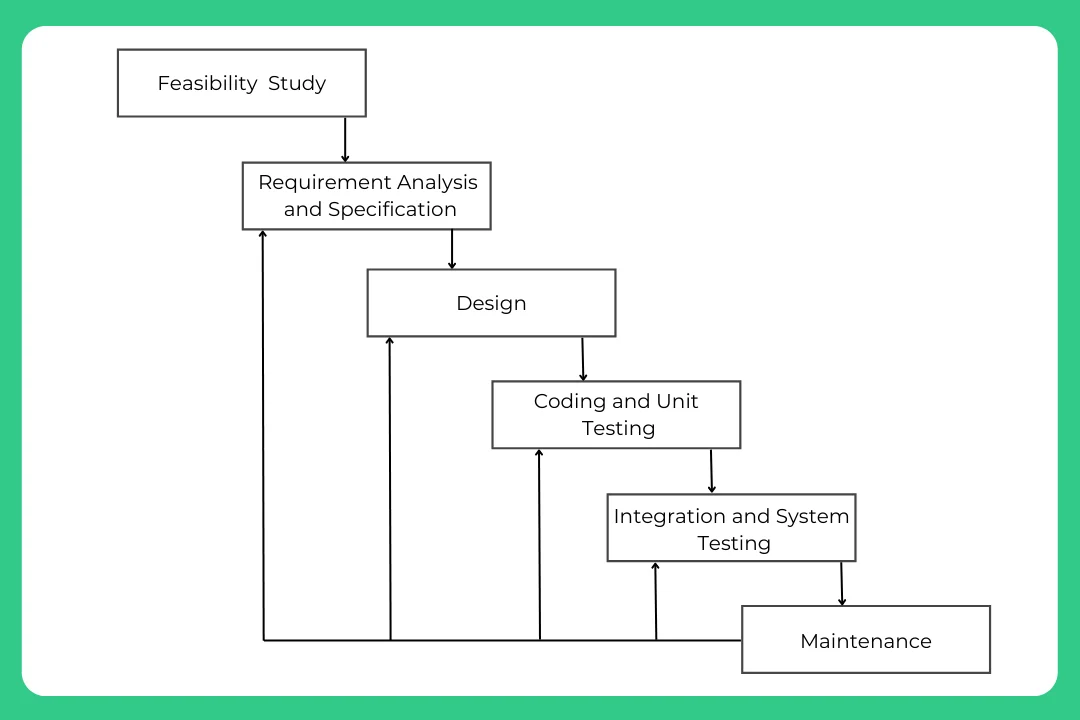 Feasibility  Study
Requirement Analysis
and Specification
Design
Coding and Unit
Testing
Integration and System
Testing
Maintenance